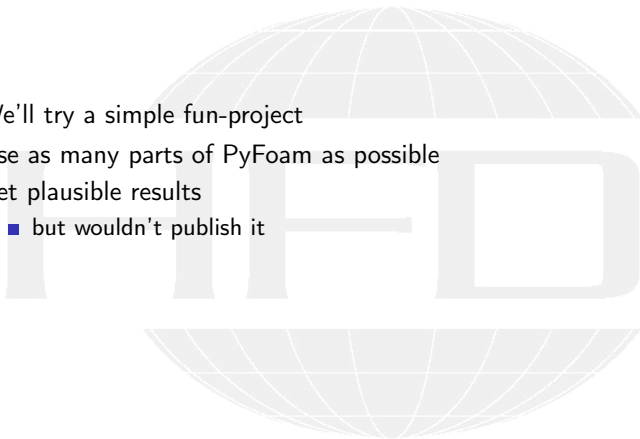 e'll try a simple fun-project
se as many parts of PyFoam as possible
et plausible results
but wouldn't publish it
HFD